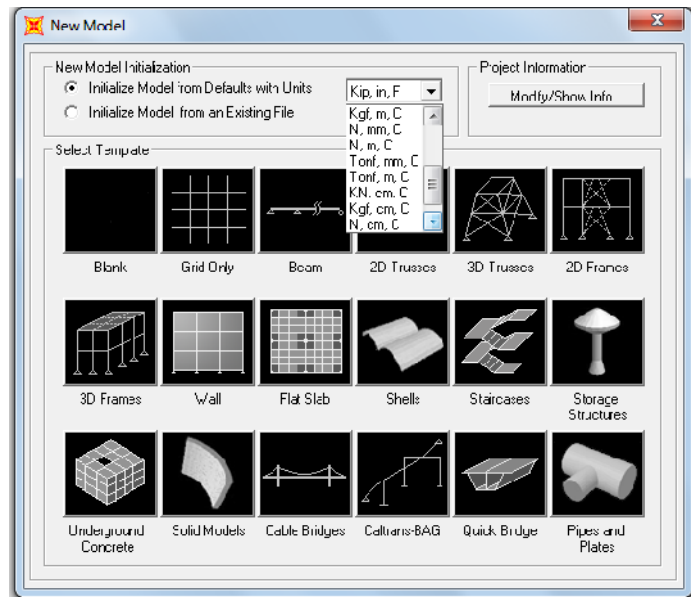 New Model
New Model Initialization
Project Information
Initialize Model from Defaults with Units
Kip, in, F
Modify/Show Info
Initialize Model from an Existing File
Kgf, m, C
N, mm, C
N, m, C
Tonf, mm, C
Tonf, m, C
KN, cm, C
Kgf, cm, C
N, cm, C
Select Template
Blank
Grid Only
Beam
2D Trusses
3D Trusses
2D Frames
3D Frames
Wall
Flat Slab
Shells
Staircases
Storage
Structures
Underground
Concrete
Solid Models
Cable Bridges
Caltrans-BAG
Quick Bridge
Pipes and
Plates